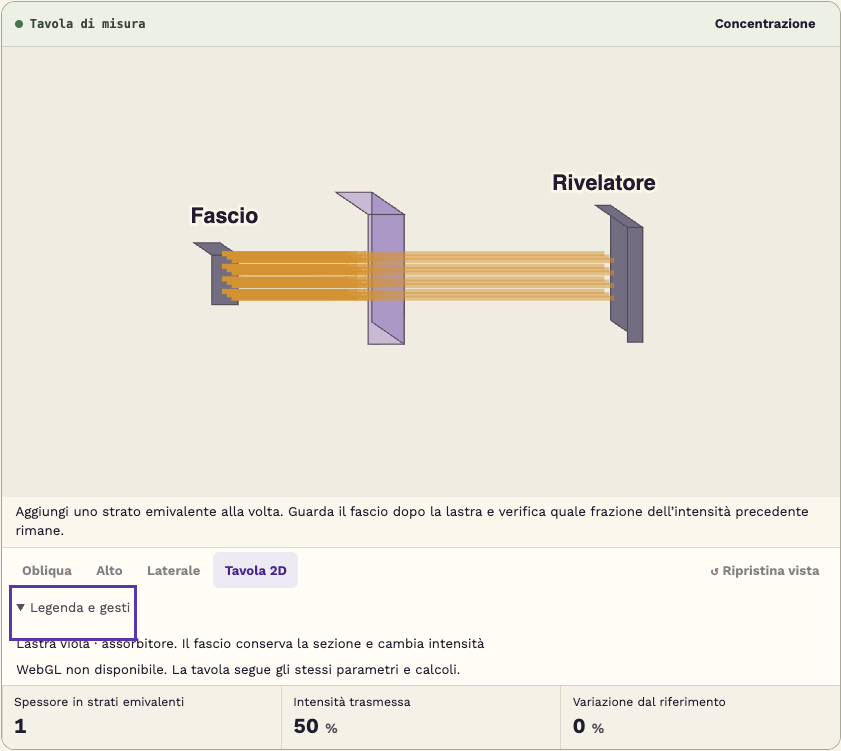 Tavola di misura
Concentrazione
Fascio
Rivelatore
Aggiungi uno strato emivalente alla volta. Guarda il fascio dopo la lastra e verifica quale frazione dell'intensità precedente
rimane.
Obliqua Alto Laterale Tavola 2D ↺ Ripristina vista
▼ Legenda e gesti
Lastra viola · assorbitore. Il fascio conserva la sezione e cambia intensità
WebGL non disponibile. La tavola segue gli stessi parametri e calcoli.
Spessore in strati emivalenti
1
Intensità trasmessa
50 %
Variazione dal riferimento
0 %